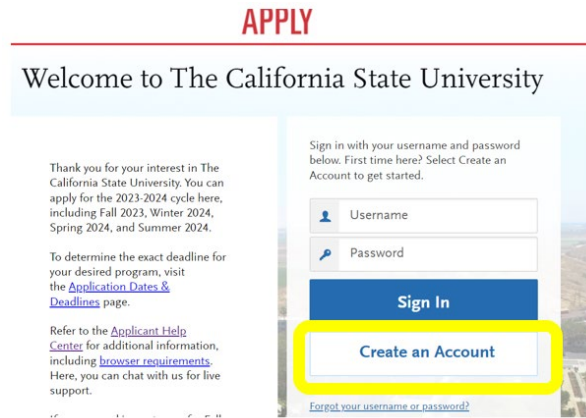 APPLY
Welcome to The California State University
Thank you for your interest in The
California State University. You can
apply for the 2023-2024 cycle here,
including Fall 2023, Winter 2024,
Spring 2024, and Summer 2024.
To determine the exact deadline for
your desired program, visit
the Application Dates &
Deadlines page.
Refer to the Applicant Help
Center for additional information,
including browser requirements.
Here, you can chat with us for live
support.
Sign in with your username and password
below. First time here? Select Create an
Account to get started.
Username
Password
Sign In
Create an Account
Forgot your username or password?